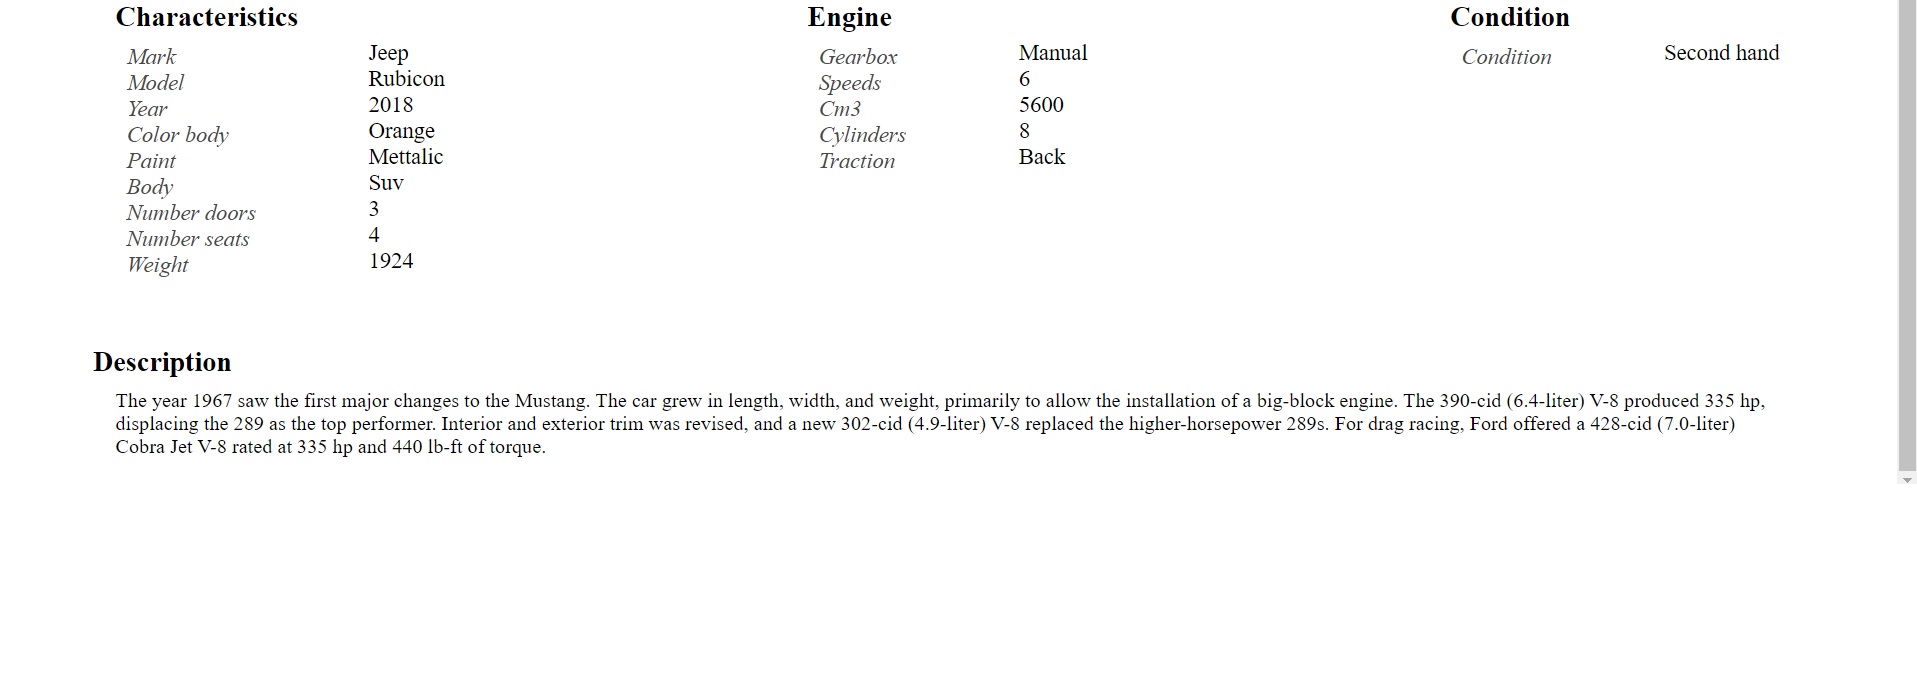 Characteristics
Mark Jeep
Model Rubicon
Year 2018
Color body Orange
Paint Mettalic
Body Suv
Number doors 3
Number seats 4
Weight 1924
Engine
Gearbox Manual
Speeds 6
Cm3 5600
Cylinders 8
Traction Back
Condition
Condition Second hand
Description
The year 1967 saw the first major changes to the Mustang. The car grew in length, width, and weight, primarily to allow the installation of a big-block engine. The 390-cid (6.4-liter) V-8 produced 335 hp,
displacing the 289 as the top performer. Interior and exterior trim was revised, and a new 302-cid (4.9-liter) V-8 replaced the higher-horsepower 289s. For drag racing, Ford offered a 428-cid (7.0-liter)
Cobra Jet V-8 rated at 335 hp and 440 lb-ft of torque.